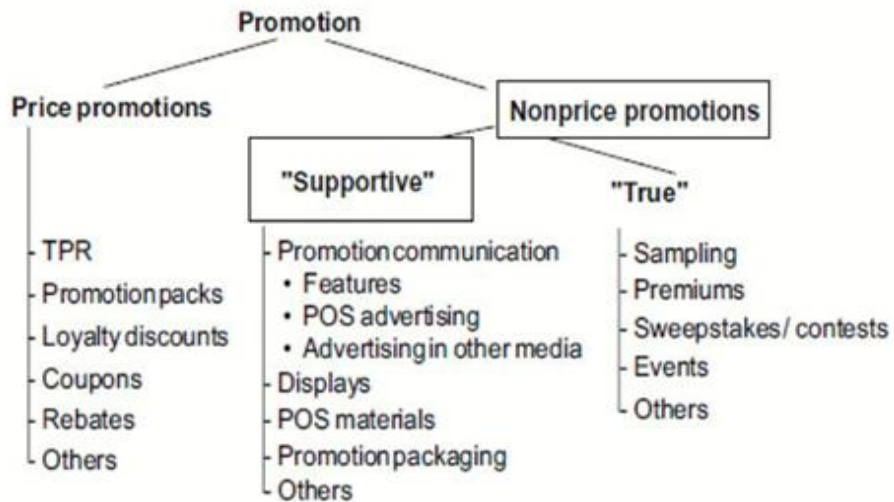 Promotion
Price promotions
Nonprice promotions
"Supportive"
"True"
- TPR
- Promotion packs
- Loyalty discounts
- Coupons
- Rebates
- Others
- Promotion communication
• Features
• POS advertising
• Advertising in other media
- Displays
- POS materials
- Promotion packaging
- Others
- Sampling
- Premiums
- Sweepstakes/ contests
- Events
- Others